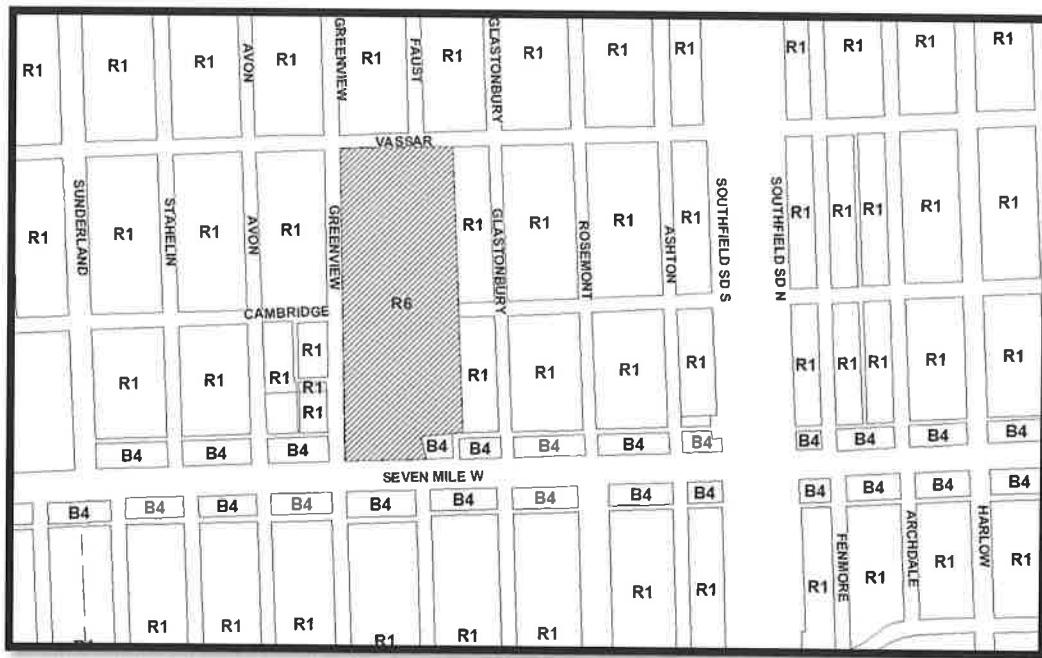 R1 R1 R1 AVON R1 GREENVIEW R1 FAUST R1 GLASTONBURY R1 R1 R1 R1 R1 R1 R1
VASSAR
R1 SUNDERLAND R1 STAHELIN R1 AVON R1 GREENVIEW R6 R1 GLASTONBURY R1 ROSEMONT R1 ASHTON R1 SOUTHFIELD SD S SOUTHFIELD SD N R1 R1 R1 R1 R1
CAMBRIDGE
R1 R1 R1 R1 R1 R1 R1 R1 R1 R1 R1 R1 R1 R1 R1
B4 B4 B4 B4 B4 B4 B4 B4 B4 B4 B4 B4
SEVEN MILE W
B4 B4 B4 B4 B4 B4 B4 B4 B4 B4 B4 B4 B4
R1 R1 R1 R1 R1 R1 R1 R1 R1 FENMORE R1 ARCHDALE R1 HARLOW R1